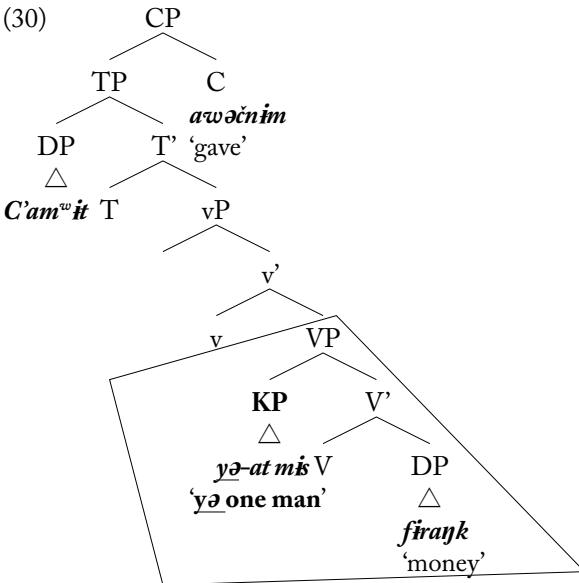 (30)
CP
TP C
awəčnɨm
DP T’ ‘gave’
C’amʷɨt T vP
v’
v VP
KP V’
yə-at mɨs V DP
‘yə one man’
fɨraŋk
‘money’